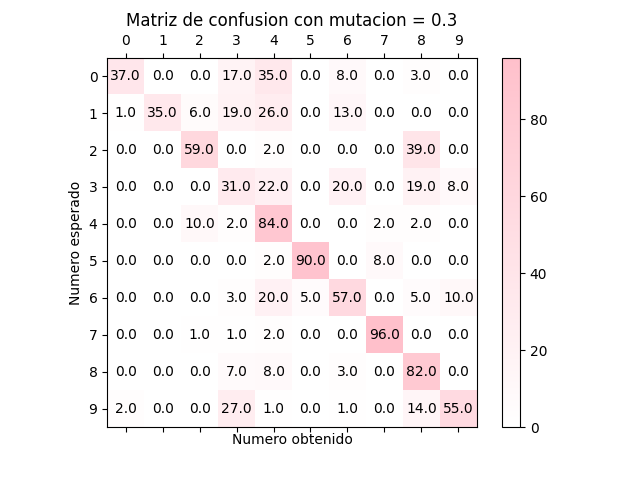 Matriz de confusion con mutacion = 0.3
0 1 2 3 4 5 6 7 8 9
0 37.0 0.0 0.0 17.0 35.0 0.0 8.0 0.0 3.0 0.0
1 1.0 35.0 6.0 19.0 26.0 0.0 13.0 0.0 0.0 0.0
2 0.0 0.0 59.0 0.0 2.0 0.0 0.0 0.0 39.0 0.0
3 0.0 0.0 0.0 31.0 22.0 0.0 20.0 0.0 19.0 8.0
4 0.0 0.0 10.0 2.0 84.0 0.0 0.0 2.0 2.0 0.0
5 0.0 0.0 0.0 0.0 2.0 90.0 0.0 8.0 0.0 0.0
6 0.0 0.0 0.0 3.0 20.0 5.0 57.0 0.0 5.0 10.0
7 0.0 0.0 1.0 1.0 2.0 0.0 0.0 96.0 0.0 0.0
8 0.0 0.0 0.0 7.0 8.0 0.0 3.0 0.0 82.0 0.0
9 2.0 0.0 0.0 27.0 1.0 0.0 1.0 0.0 14.0 55.0
Numero esperado
Numero obtenido
80
60
40
20
0